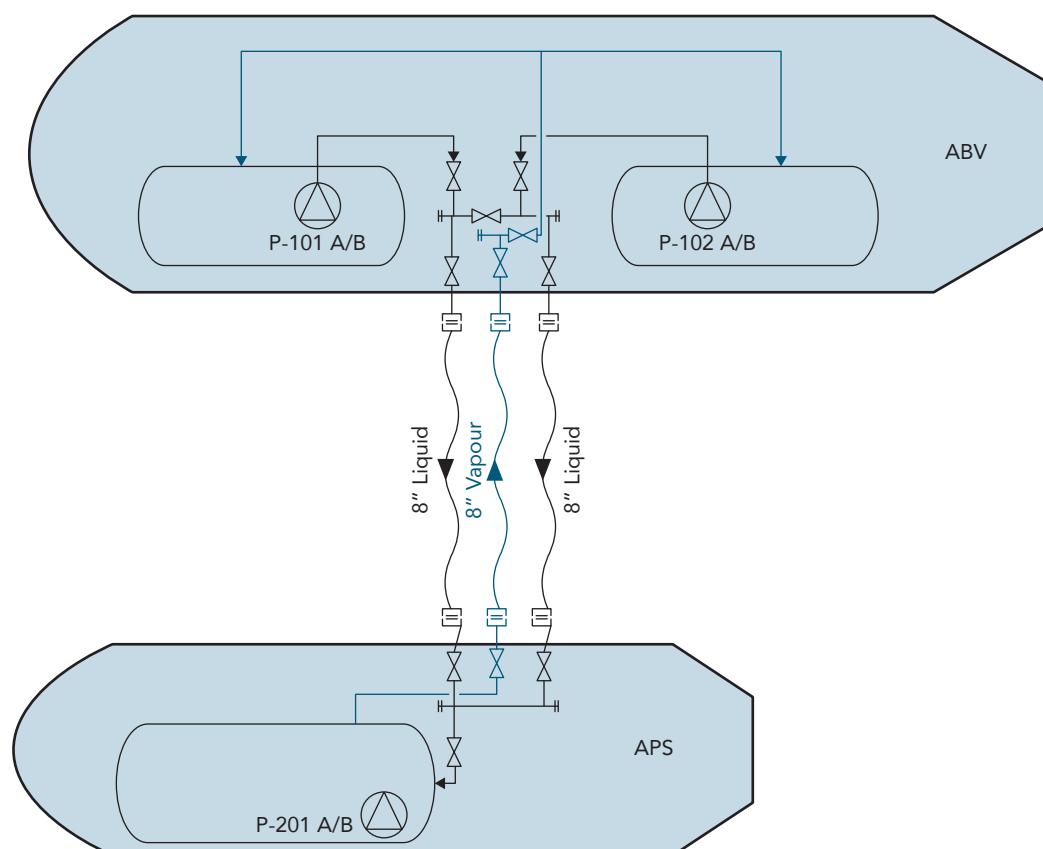 ABV
P-101 A/B
P-102 A/B
8” Liquid
8” Vapour
8” Liquid
APS
P-201 A/B